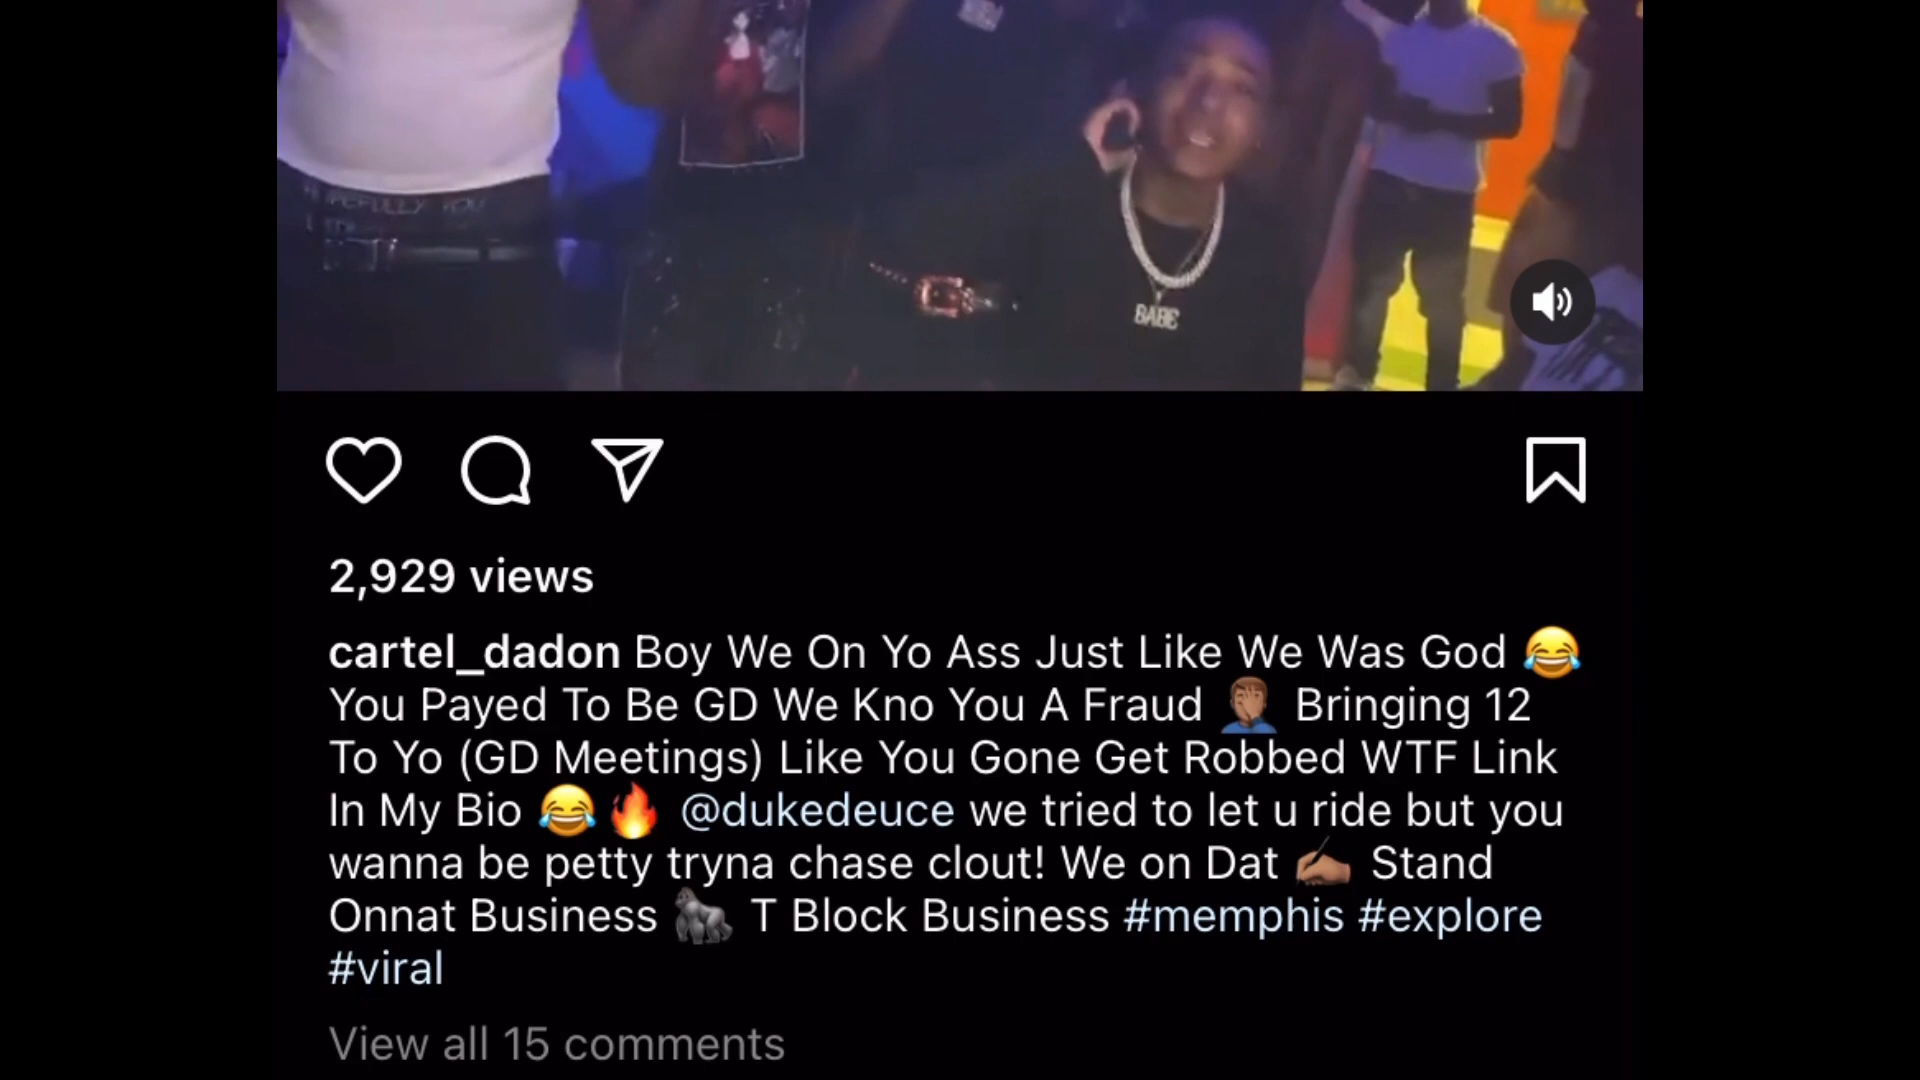 BABE
2,929 views
cartel_dadon Boy We On Yo Ass Just Like We Was God 😂
You Payed To Be GD We Kno You A Fraud 🤦🏽‍♂️ Bringing 12
To Yo (GD Meetings) Like You Gone Get Robbed WTF Link
In My Bio 😂🔥 @dukedeuce we tried to let u ride but you
wanna be petty tryna chase clout! We on Dat ✍🏽 Stand
Onnat Business 🦍 T Block Business #memphis #explore
#viral
View all 15 comments